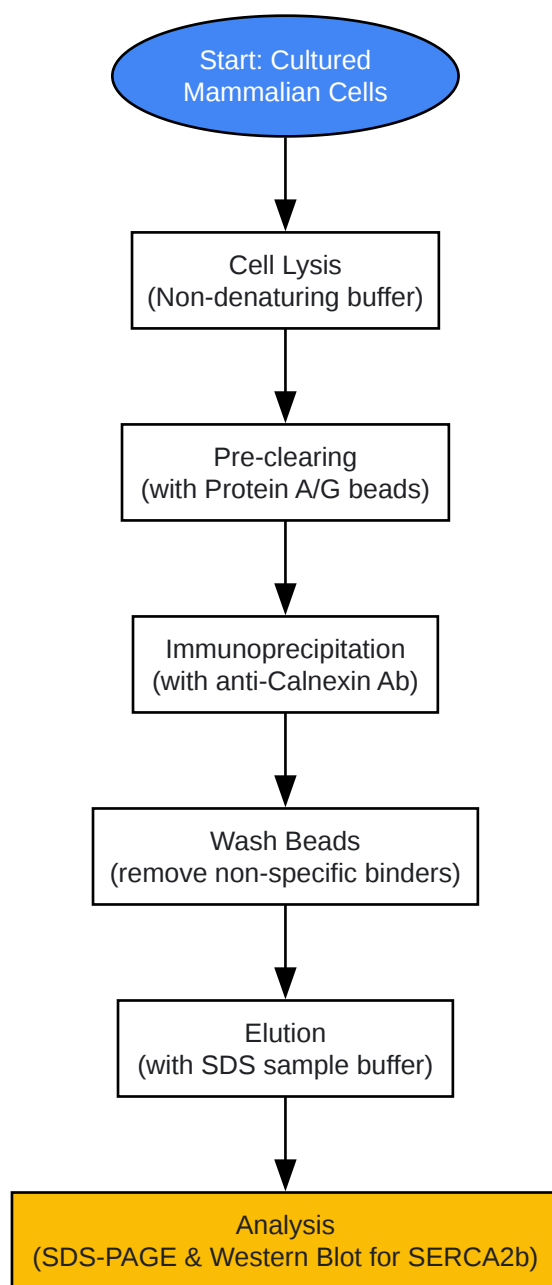 Start: Cultured
Mammalian Cells
Cell Lysis
(Non-denaturing buffer)
Pre-clearing
(with Protein A/G beads)
Immunoprecipitation
(with anti-Calnexin Ab)
Wash Beads
(remove non-specific binders)
Elution
(with SDS sample buffer)
Analysis
(SDS-PAGE & Western Blot for SERCA2b)